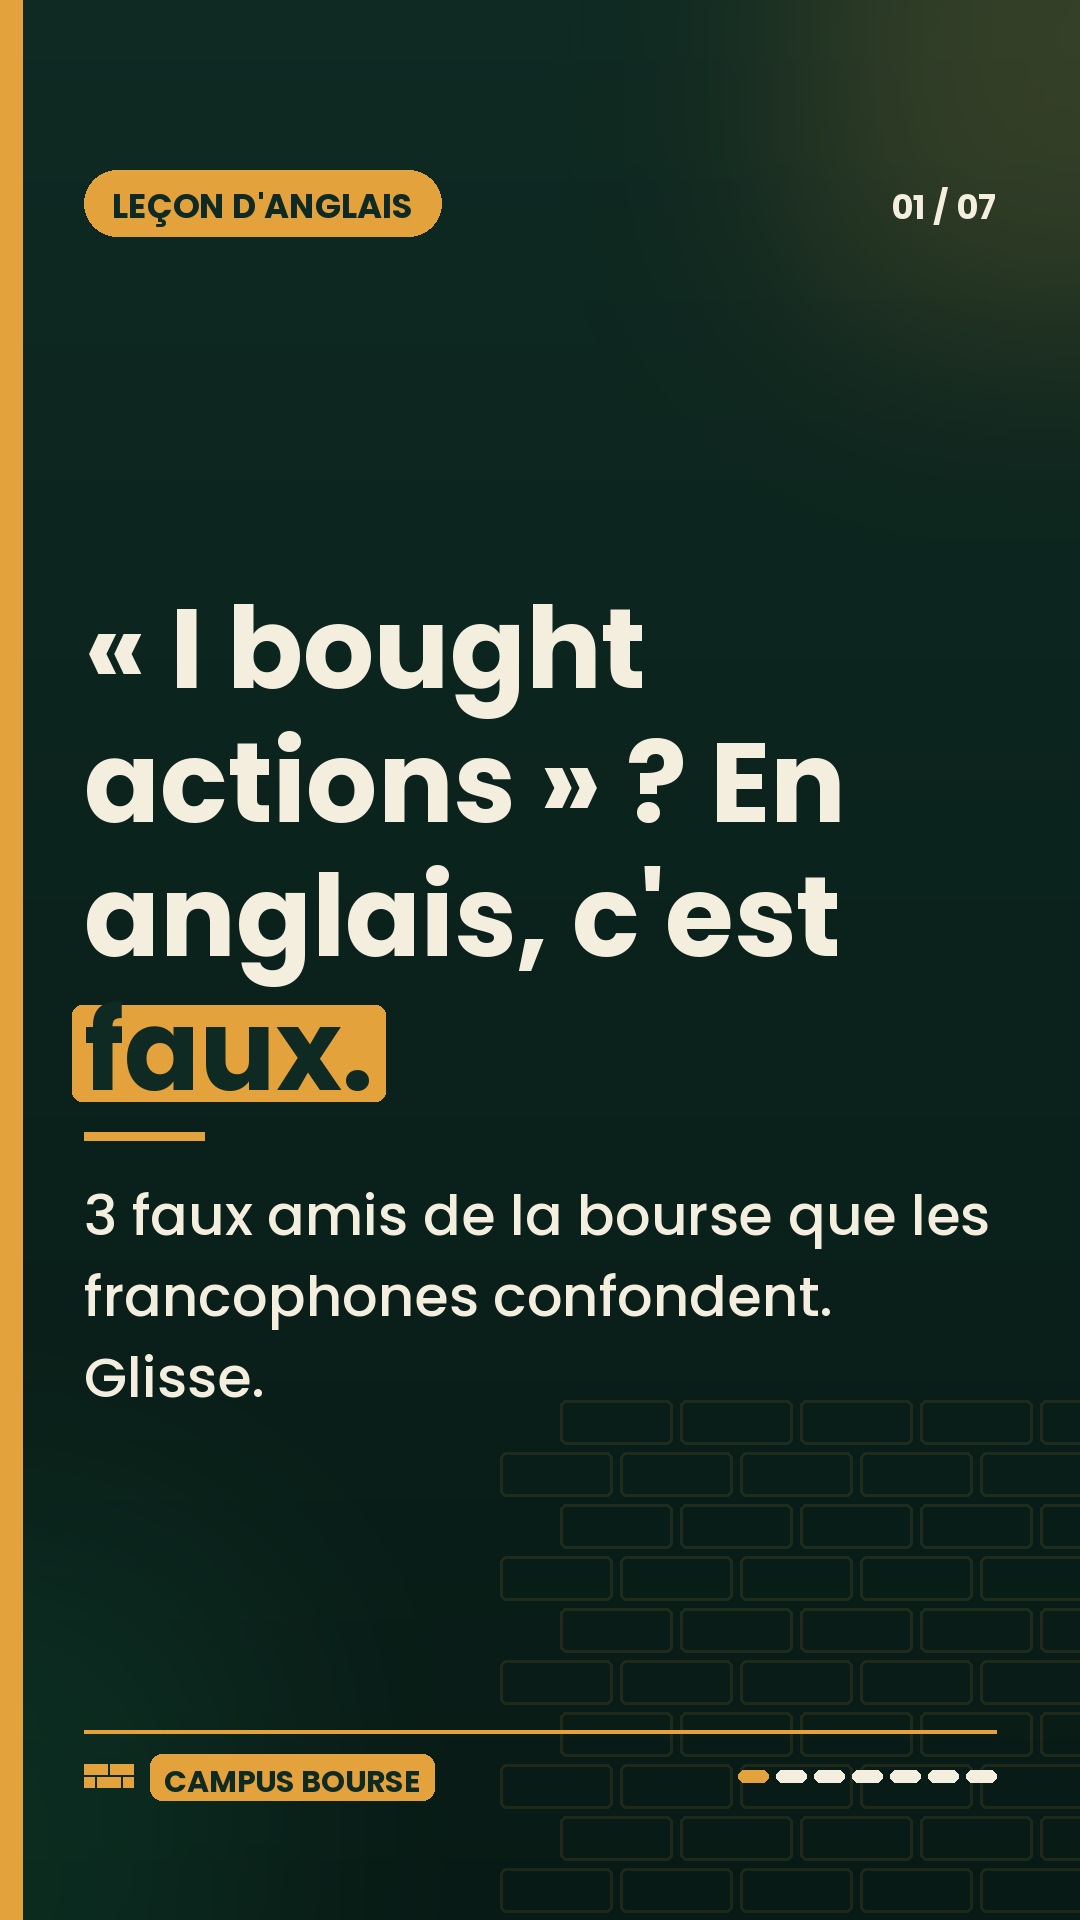 LEÇON D'ANGLAIS
01 / 07
« I bought
actions » ? En
anglais, c'est
faux.
3 faux amis de la bourse que les
francophones confondent.
Glisse.
CAMPUS BOURSE